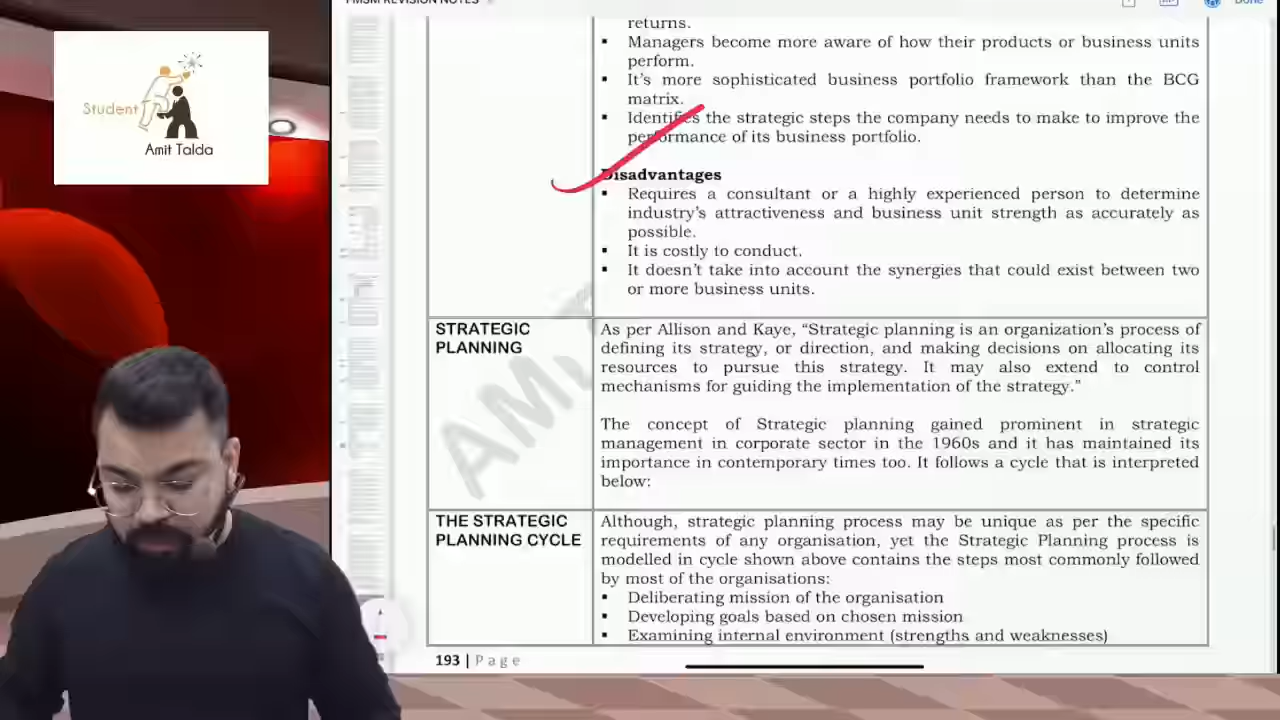 FMSM REVISION NOTES
Done
Student
Amit Talda
returns.
▪ Managers become more aware of how their products or business units
perform.
▪ It's more sophisticated business portfolio framework than the BCG
matrix.
▪ Identifies the strategic steps the company needs to make to improve the
performance of its business portfolio.
Disadvantages
▪ Requires a consultant or a highly experienced person to determine
industry's attractiveness and business unit strength as accurately as
possible.
▪ is costly to conduct.
▪ doesn't take into account the synergies that could exist between two
or more business units.
STRATEGIC
PLANNING
As per Allison and Kaye, “Strategic planning is an organization's process of
defining its strategy, or direction, and making decisions on allocating its
resources to pursue this strategy. It may also extend to control
mechanisms for guiding the implementation of the strategy.”
The concept of Strategic planning gained prominent in strategic
management in corporate sector in the 1960s and it has maintained its
importance in contemporary times too. It follows a cycle that is interpreted
below:
THE STRATEGIC
PLANNING CYCLE
Although, strategic planning process may be unique as per the specific
requirements of any organisation, yet the Strategic Planning process is
modelled in cycle shown above contains the steps most commonly followed
by most of the organisations:
▪ Deliberating mission of the organisation
▪ Developing goals based on chosen mission
▪ Examining internal environment (strengths and weaknesses)
193 | Page